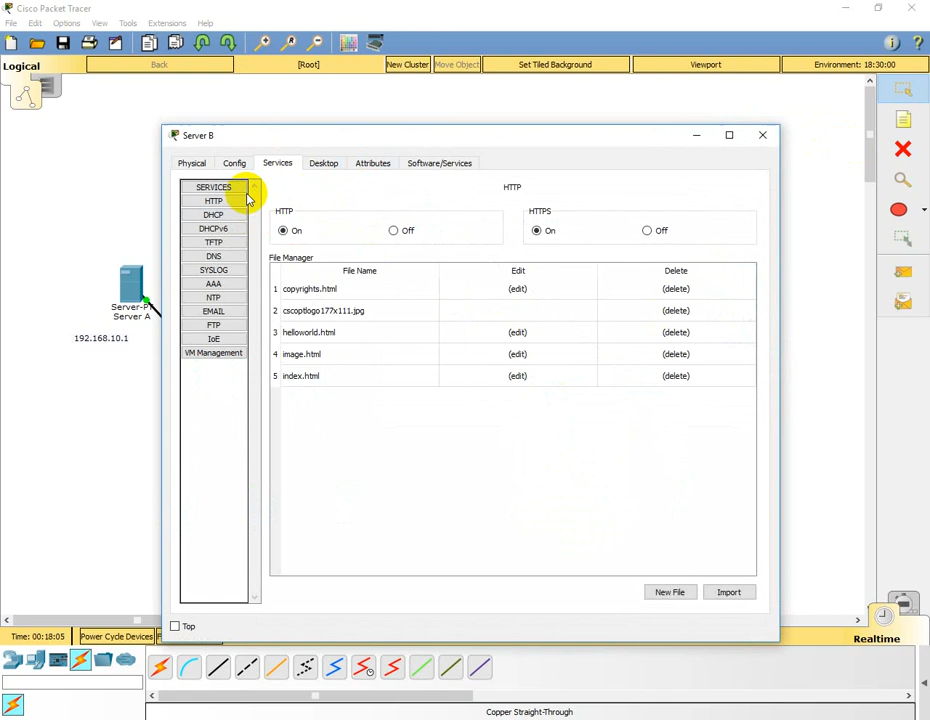 Cisco Packet Tracer
File Edit Options View Tools Extensions Help
Logical Back [Root] New Cluster Move Object Set Tiled Background Viewport Environment: 18:30:00
Server B
Physical Config Services Desktop Attributes Software/Services
SERVICES
HTTP
DHCP
DHCPv6
TFTP
DNS
SYSLOG
AAA
NTP
EMAIL
FTP
IoE
VM Management
HTTP
HTTP HTTPS
On Off On Off
File Manager
File Name Edit Delete
1 copyrights.html (edit) (delete)
2 cscoptlogo177x111.jpg (delete)
3 helloworld.html (edit) (delete)
4 image.html (edit) (delete)
5 index.html (edit) (delete)
New File Import
Top
Server-P
Server A
192.168.10.1
Time: 00:18:05 Power Cycle Devices Realtime
Copper Straight-Through